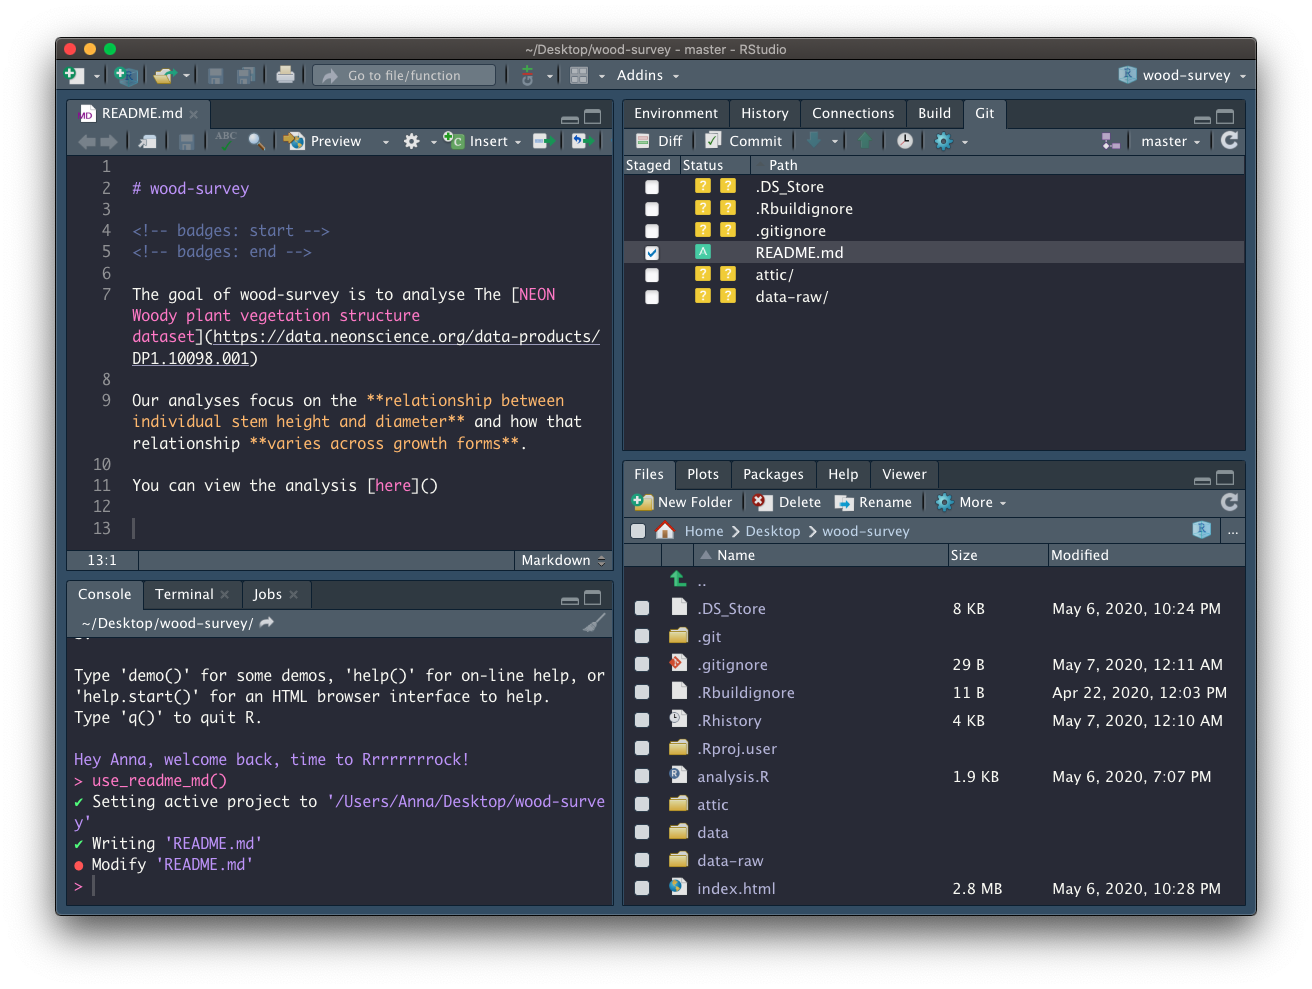 ~/Desktop/wood-survey - master - RStudio
Go to file/function
Addins
wood-survey
README.md
ABC
Preview
Insert
1
2 # wood-survey
3
4 <!-- badges: start -->
5 <!-- badges: end -->
6
7 The goal of wood-survey is to analyse The [NEON
Woody plant vegetation structure
dataset](https://data.neonscience.org/data-products/
DP1.10098.001)
8
9 Our analyses focus on the **relationship between
individual stem height and diameter** and how that
relationship **varies across growth forms**.
10
11 You can view the analysis [here]()
12
13
13:1 Markdown
Console Terminal Jobs
~/Desktop/wood-survey/
Type 'demo()' for some demos, 'help()' for on-line help, or
'help.start()' for an HTML browser interface to help.
Type 'q()' to quit R.
Hey Anna, welcome back, time to Rrrrrrrrock!
> use_readme_md()
✔ Setting active project to '/Users/Anna/Desktop/wood-surve
y'
✔ Writing 'README.md'
● Modify 'README.md'
>
Environment History Connections Build Git
Diff Commit master
Staged Status Path
? ? .DS_Store
? ? .Rbuildignore
? ? .gitignore
A README.md
? ? attic/
? ? data-raw/
Files Plots Packages Help Viewer
New Folder Delete Rename More
Home Desktop wood-survey ...
Name Size Modified
..
.DS_Store 8 KB May 6, 2020, 10:24 PM
.git
.gitignore 29 B May 7, 2020, 12:11 AM
.Rbuildignore 11 B Apr 22, 2020, 12:03 PM
.Rhistory 4 KB May 7, 2020, 12:10 AM
.Rproj.user
analysis.R 1.9 KB May 6, 2020, 7:07 PM
attic
data
data-raw
index.html 2.8 MB May 6, 2020, 10:28 PM